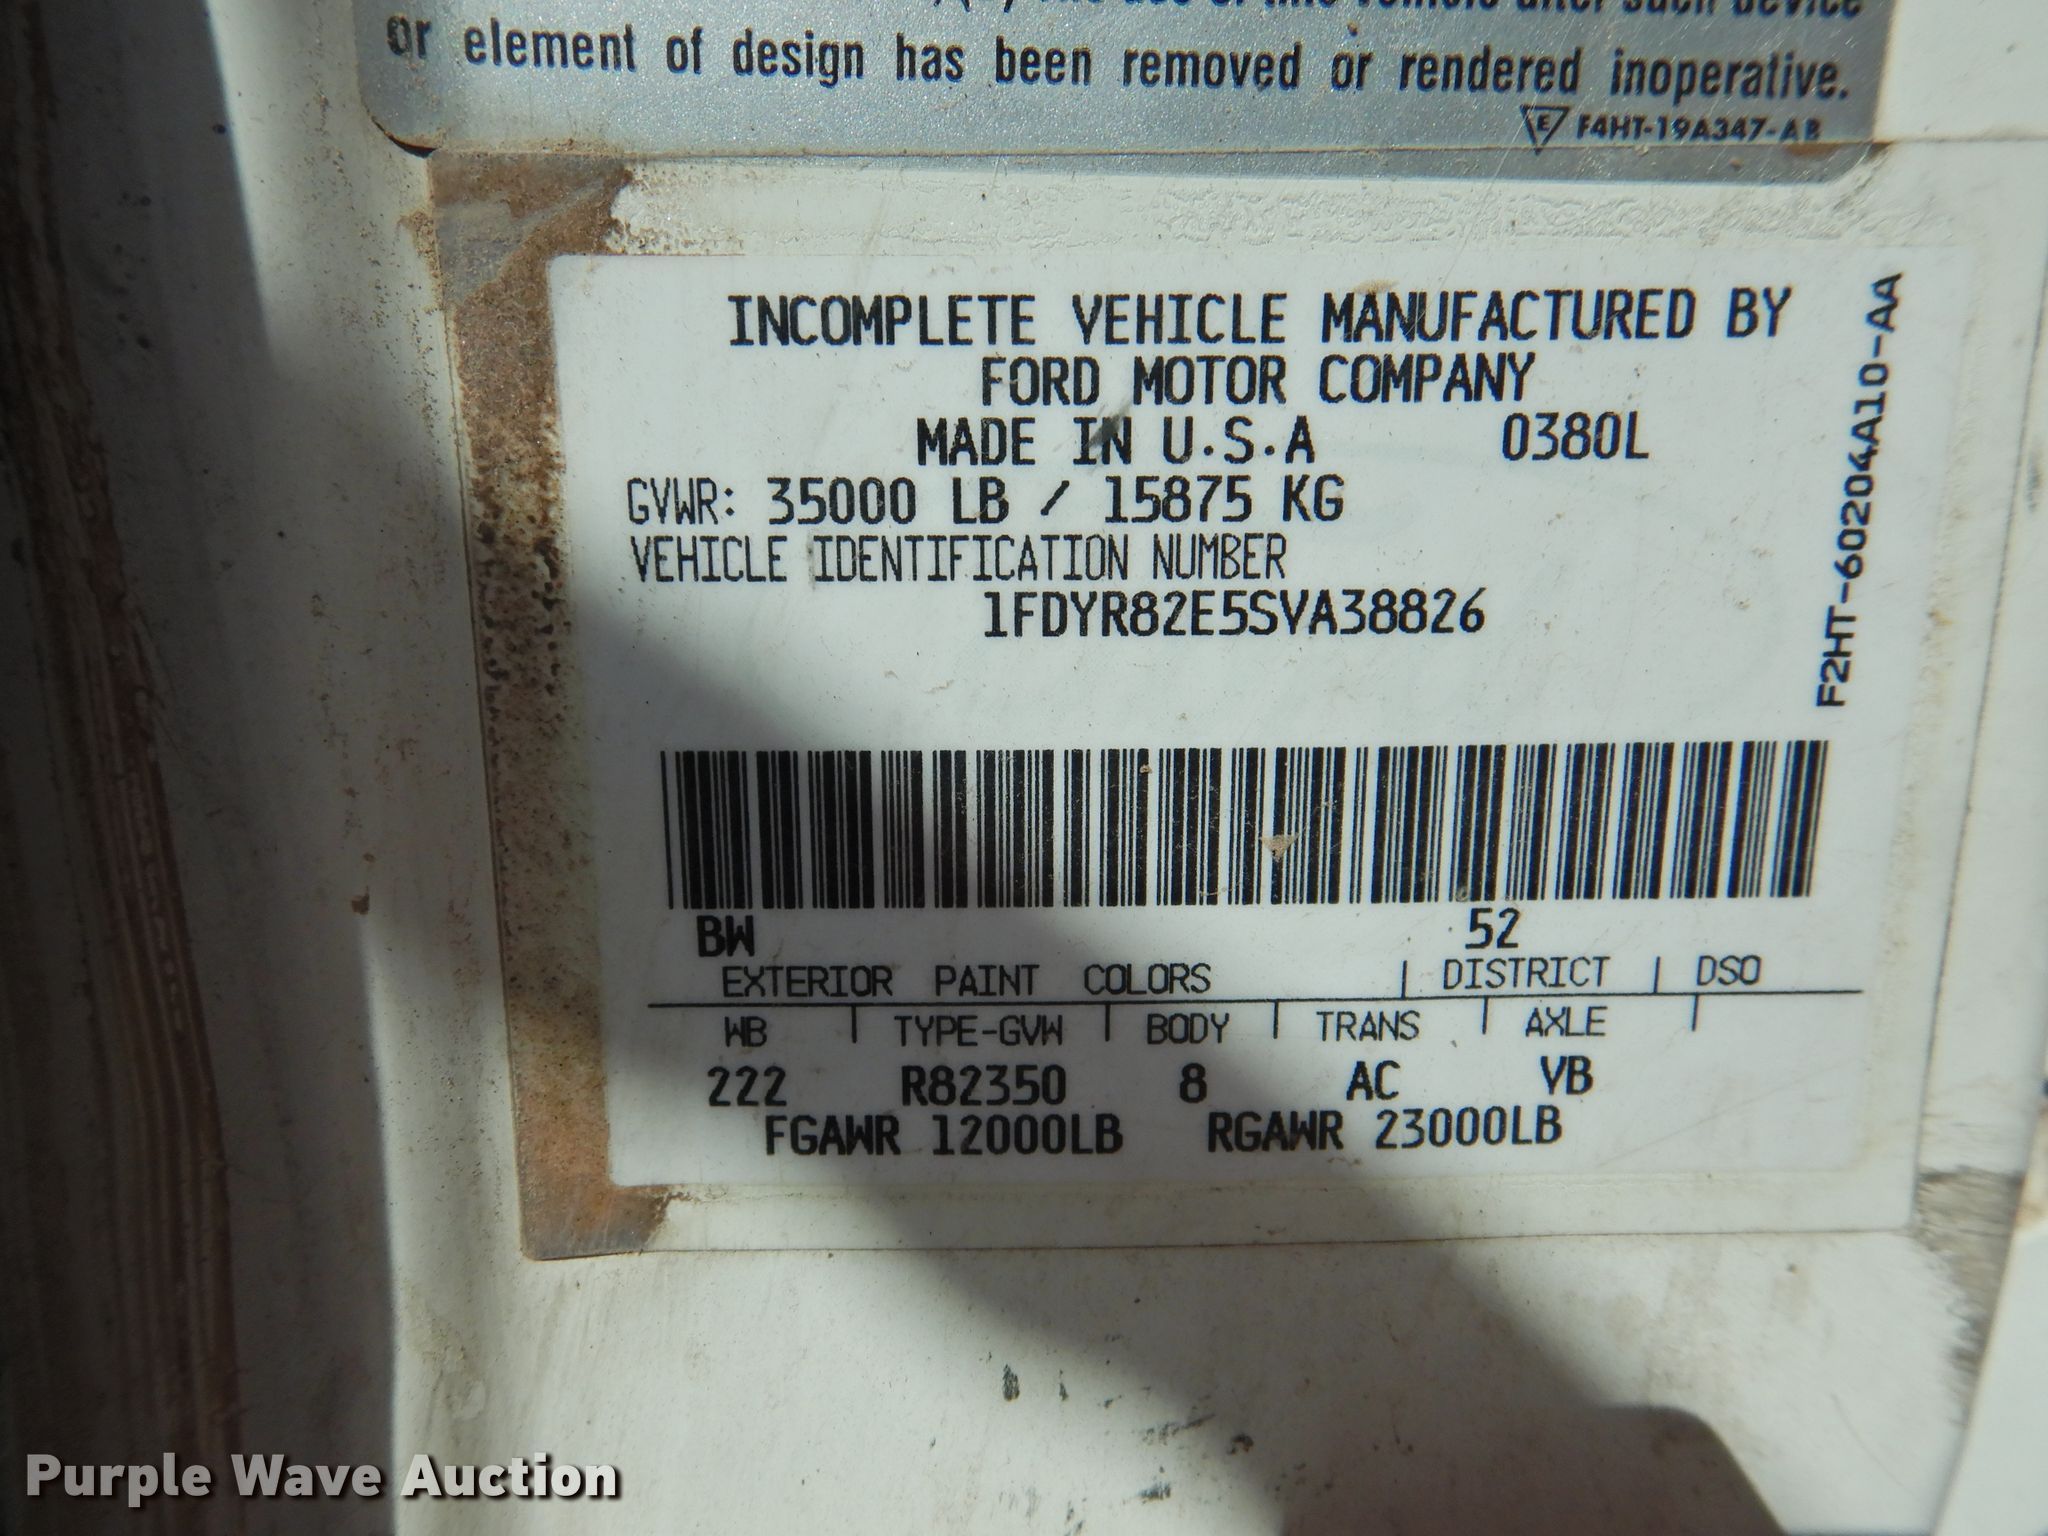 or element of design has been removed or rendered inoperative.
E F4HT-19A347-AB
INCOMPLETE VEHICLE MANUFACTURED BY
FORD MOTOR COMPANY
MADE IN U.S.A 0380L
GVWR: 35000 LB / 15875 KG
VEHICLE IDENTIFICATION NUMBER
1FDYR82E5SVA38826
F2HT-60204A10-AA
BW 52
EXTERIOR PAINT COLORS | DISTRICT | DSO
WB | TYPE-GVW | BODY | TRANS | AXLE |
222 R82350 8 AC VB
FGAWR 12000LB RGAWR 23000LB
Purple Wave Auction